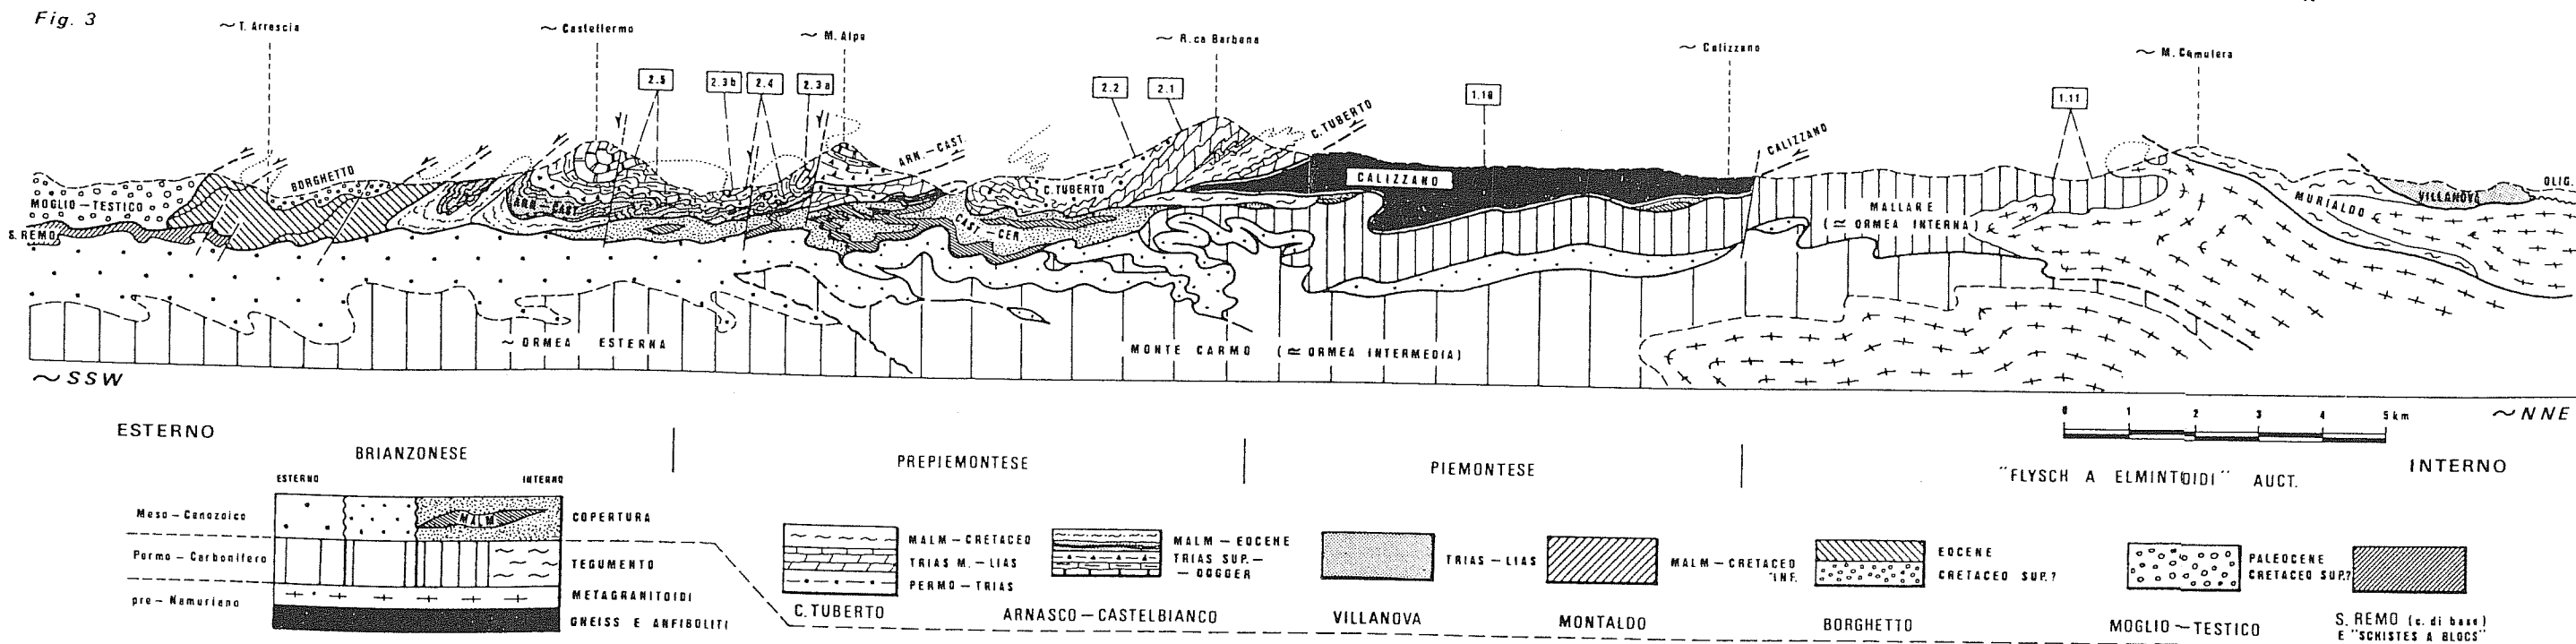 Fig. 3
~ T. Arroscia
~ Castellermo
~ M. Alpe
~ R.ca Barbena
~ Calizzano
~ M. Camulera
2.5
2.3b
2.4
2.3a
2.2
2.1
1.10
1.11
MOGLIO-TESTICO
S. REMO
BORGHETTO
ARN.-CAST.
ARN.-CAST.
CAST.-CER.
C. TUBERTO
C. TUBERTO
CALIZZANO
CALIZZANO
MALLARE
(≃ ORMEA INTERNA)
MURIALDO
VILLANOVA
OLIG.
~ ORMEA ESTERNA
MONTE CARMO (≃ ORMEA INTERMEDIA)
~ SSW
0 1 2 3 4 5 km
~ NNE
ESTERNO
BRIANZONESE
PREPIEMONTESE
PIEMONTESE
"FLYSCH A ELMINTOIDI" AUCT.
INTERNO
ESTERNO
INTERNO
Meso-Cenozoico
MALM
COPERTURA
Permo-Carbonifero
TEGUMENTO
pre-Namuriano
METAGRANITOIDI
GNEISS E ANFIBOLITI
MALM-CRETACEO
TRIAS M.-LIAS
PERMO-TRIAS
C. TUBERTO
MALM-EOCENE
TRIAS SUP.-
-DOGGER
ARNASCO-CASTELBIANCO
TRIAS-LIAS
VILLANOVA
MALM-CRETACEO
INF.
MONTALDO
EOCENE
CRETACEO SUP.?
BORGHETTO
PALEOCENE
CRETACEO SUP.?
MOGLIO-TESTICO
S. REMO (c. di base)
E "SCHISTES A BLOCS"